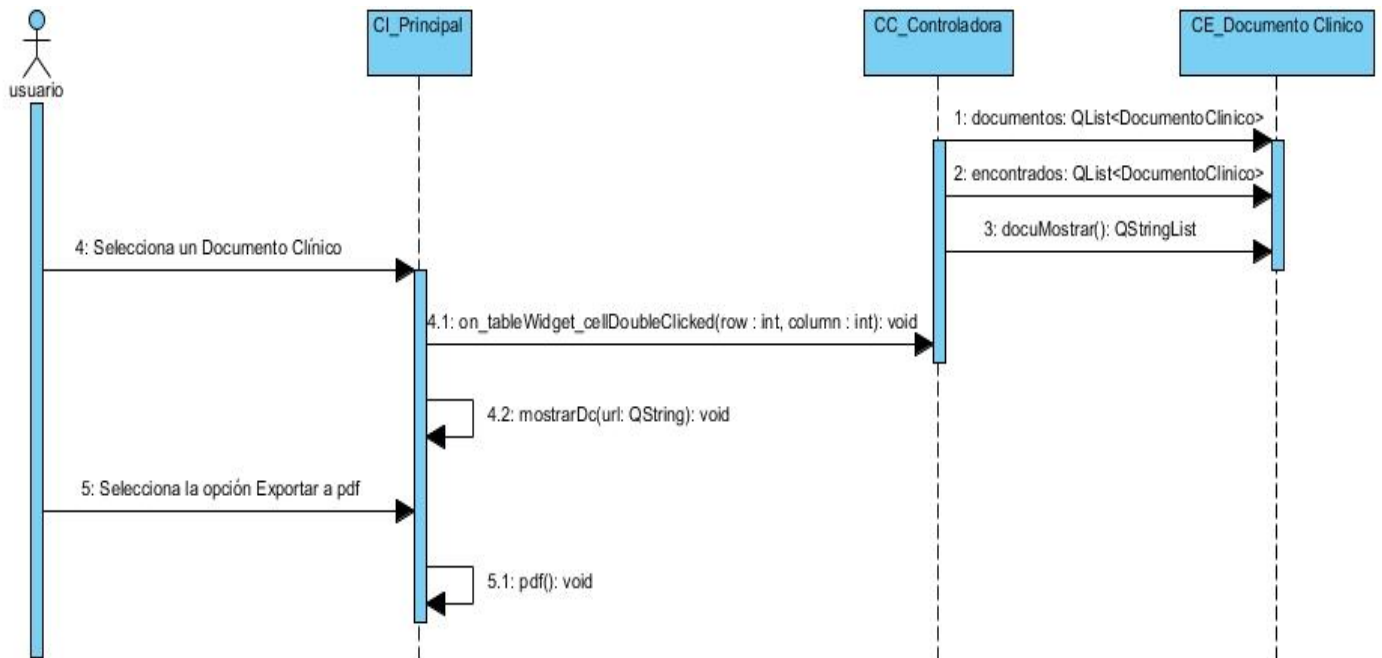 usuario
CI_Principal
CC_Controladora
CE_Documento Clinico
1: documentos: QList<DocumentoClinico>
2: encontrados: QList<DocumentoClinico>
3: docuMostrar(): QStringList
4: Selecciona un Documento Clínico
4.1: on_tableWidget_cellDoubleClicked(row : int, column : int): void
4.2: mostrarDc(url: QString): void
5: Selecciona la opción Exportar a pdf
5.1: pdf(): void